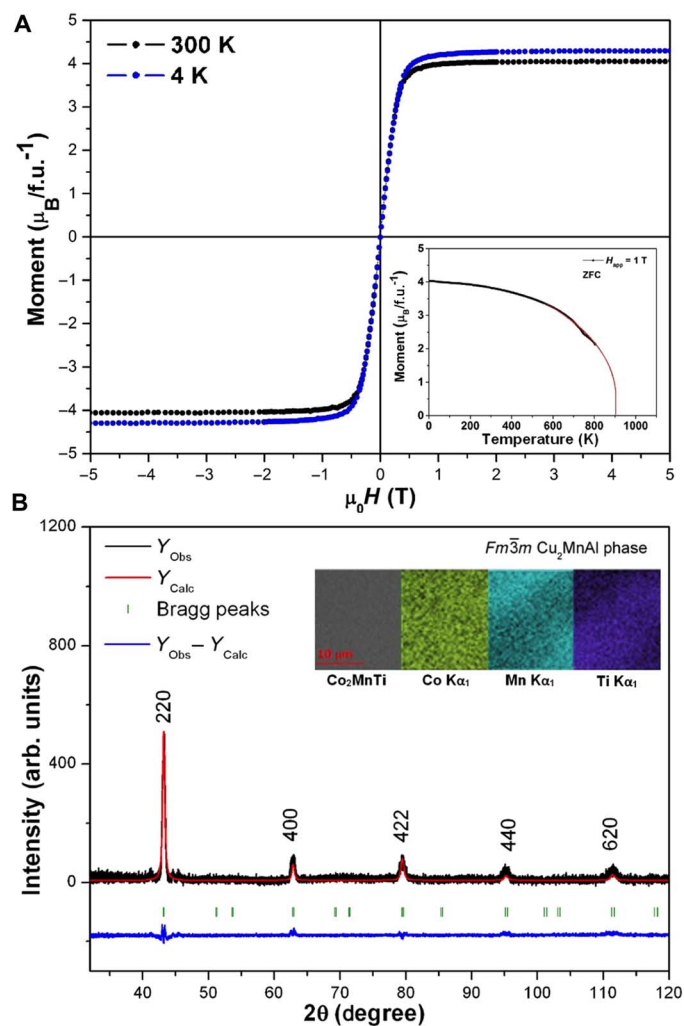 A
300 K
4 K
Moment (μB/f.u.-1)
5
4
3
2
1
0
−1
−2
−3
−4
−5
−5 −4 −3 −2 −1 0 1 2 3 4 5
μ0H (T)
Happ = 1 T
ZFC
Moment (μB/f.u.-1)
5
4
3
2
1
0
0 200 400 600 800 1000
Temperature (K)
B
YObs
YCalc
Bragg peaks
YObs − YCalc
Fm3̅m Cu2MnAl phase
10 μm
Co2MnTi Co Kα1 Mn Kα1 Ti Kα1
Intensity (arb. units)
1200
800
400
0
220
400
422
440
620
40 50 60 70 80 90 100 110 120
2θ (degree)